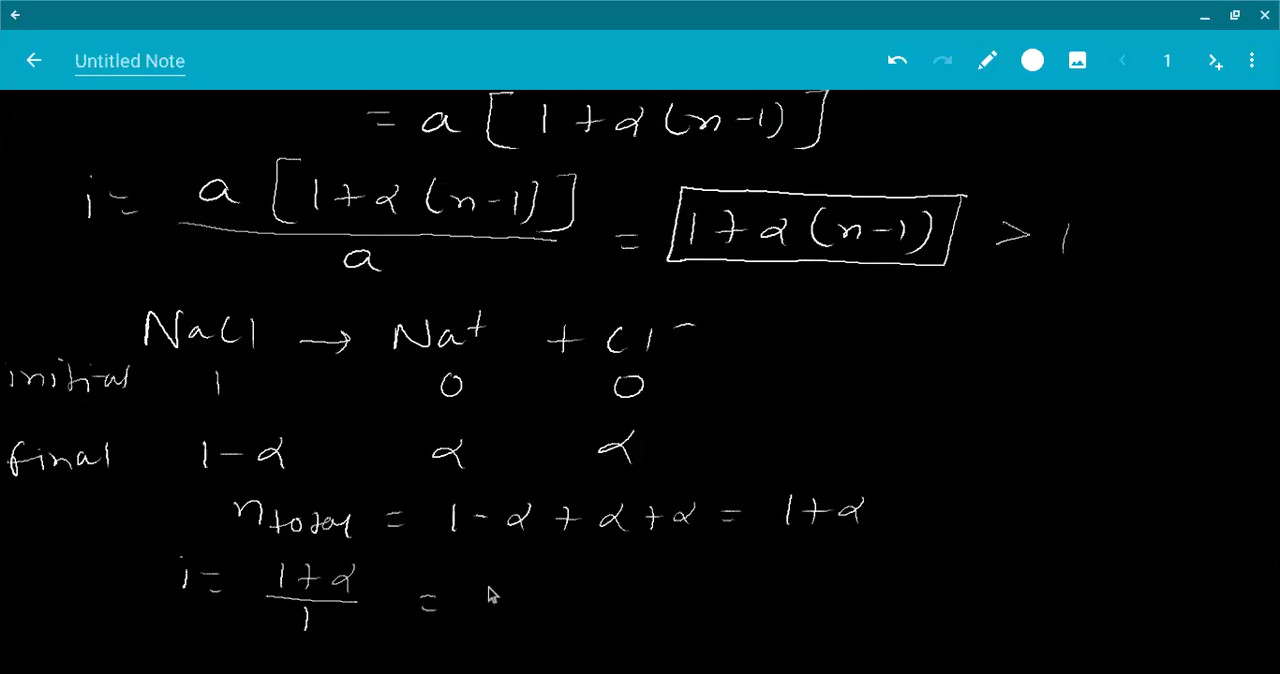 Untitled Note
1
= a [1 + α (n-1)]
i = a [1 + α (n-1)] / a = 1 + α (n-1) > 1
NaCl → Na+ + Cl-
initial 1 0 0
final 1-α α α
n total = 1-α + α + α = 1+α
i = 1+α / 1 =